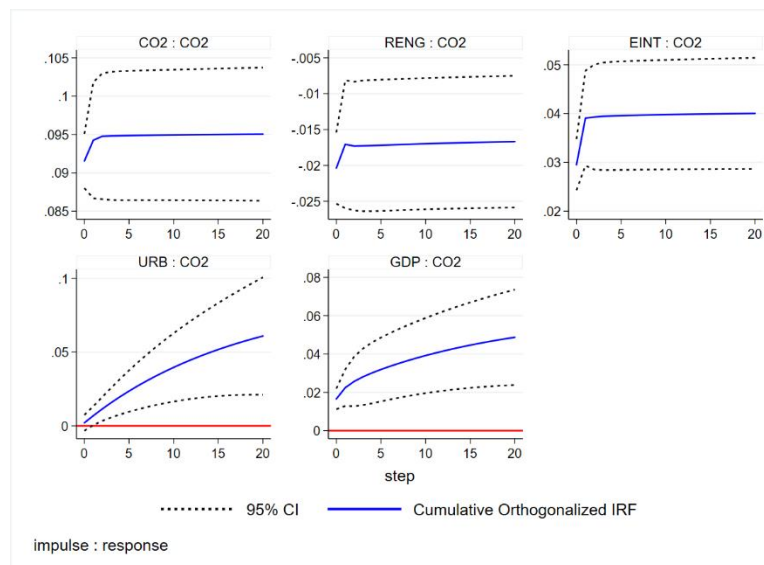 CO2 : CO2
.105
.1
.095
.09
.085
0 5 10 15 20
RENG : CO2
-.005
-.01
-.015
-.02
-.025
0 5 10 15 20
EINT : CO2
.05
.04
.03
.02
0 5 10 15 20
URB : CO2
.1
.05
0
0 5 10 15 20
GDP : CO2
.08
.06
.04
.02
0
0 5 10 15 20
step
95% CI Cumulative Orthogonalized IRF
impulse : response